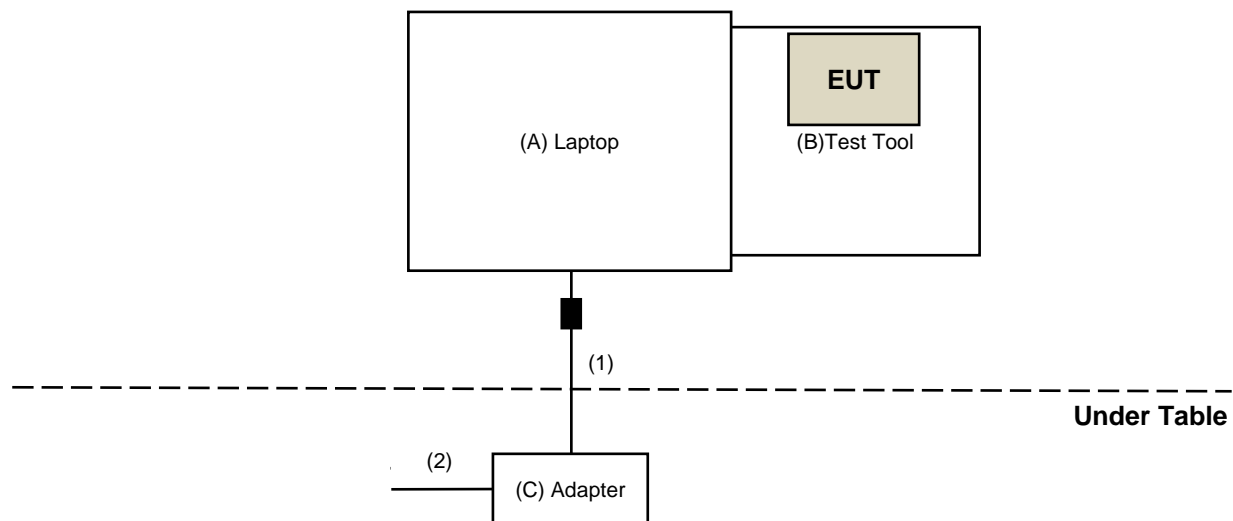 EUT
(A) Laptop
(B)Test Tool
(1)
Under Table
(2)
(C) Adapter